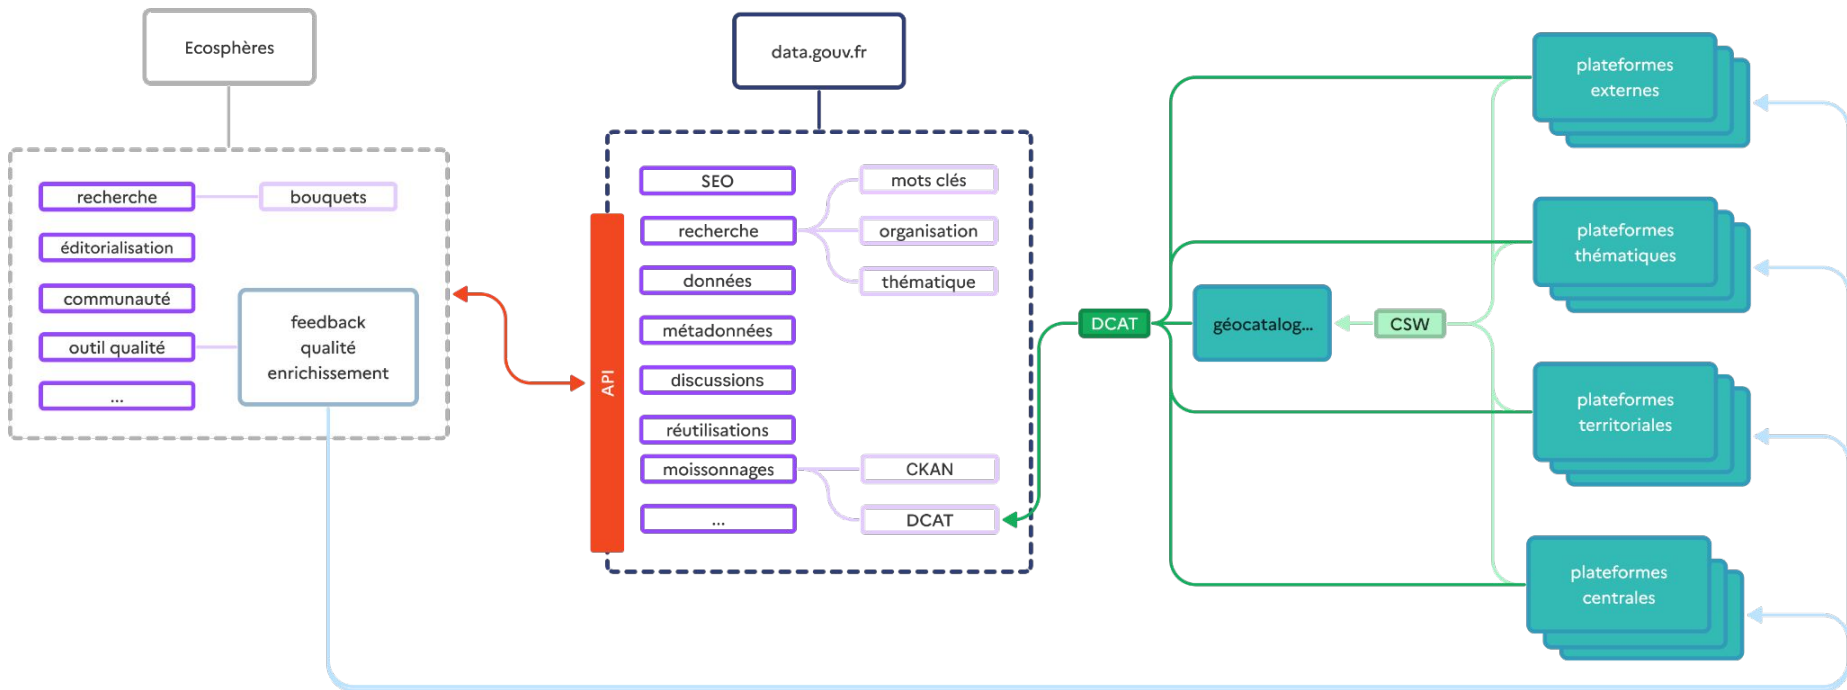 Ecosphères
recherche
bouquets
éditorialisation
communauté
outil qualité
...
feedback
qualité
enrichissement
data.gouv.fr
API
SEO
recherche
mots clés
organisation
thématique
données
métadonnées
discussions
réutilisations
moissonnages
CKAN
DCAT
...
DCAT
géocatalog...
CSW
plateformes
externes
plateformes
thématiques
plateformes
territoriales
plateformes
centrales